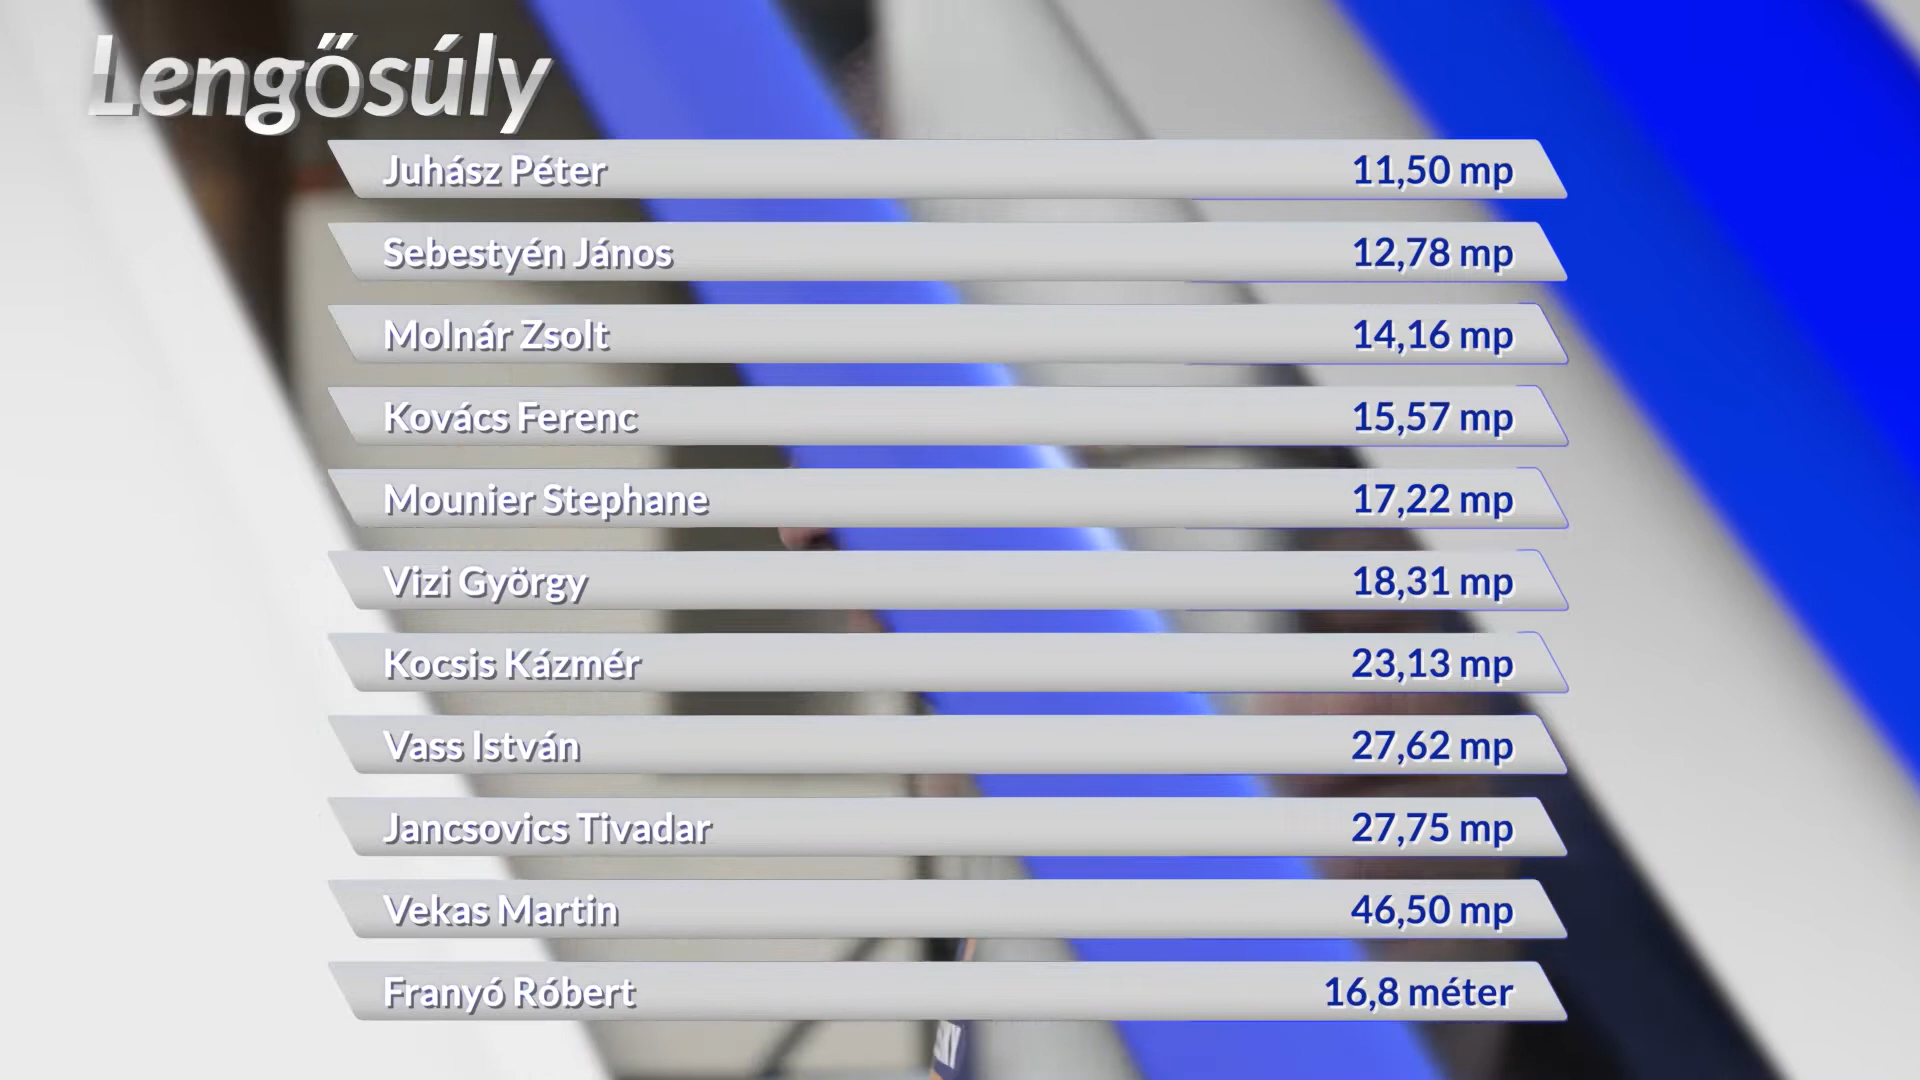 Lengősúly
Juhász Péter 11,50 mp
Sebestyén János 12,78 mp
Molnár Zsolt 14,16 mp
Kovács Ferenc 15,57 mp
Mounier Stephane 17,22 mp
Vizi György 18,31 mp
Kocsis Kázmér 23,13 mp
Vass István 27,62 mp
Jancsovics Tivadar 27,75 mp
Vekas Martin 46,50 mp
Franyó Róbert 16,8 méter